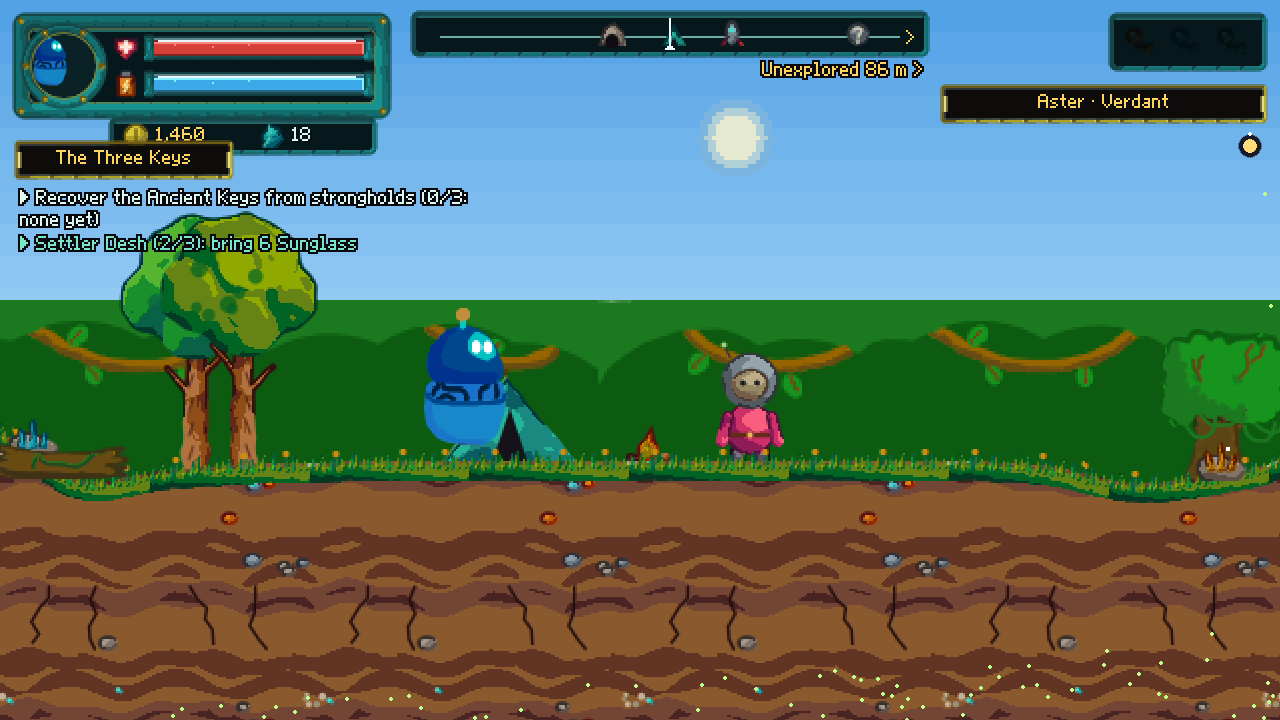 Unexplored 86 m >
Aster · Verdant
1,460
18
The Three Keys
Recover the Ancient Keys from strongholds (0/3:
none yet)
Settler Desh (2/3): bring 6 Sunglass